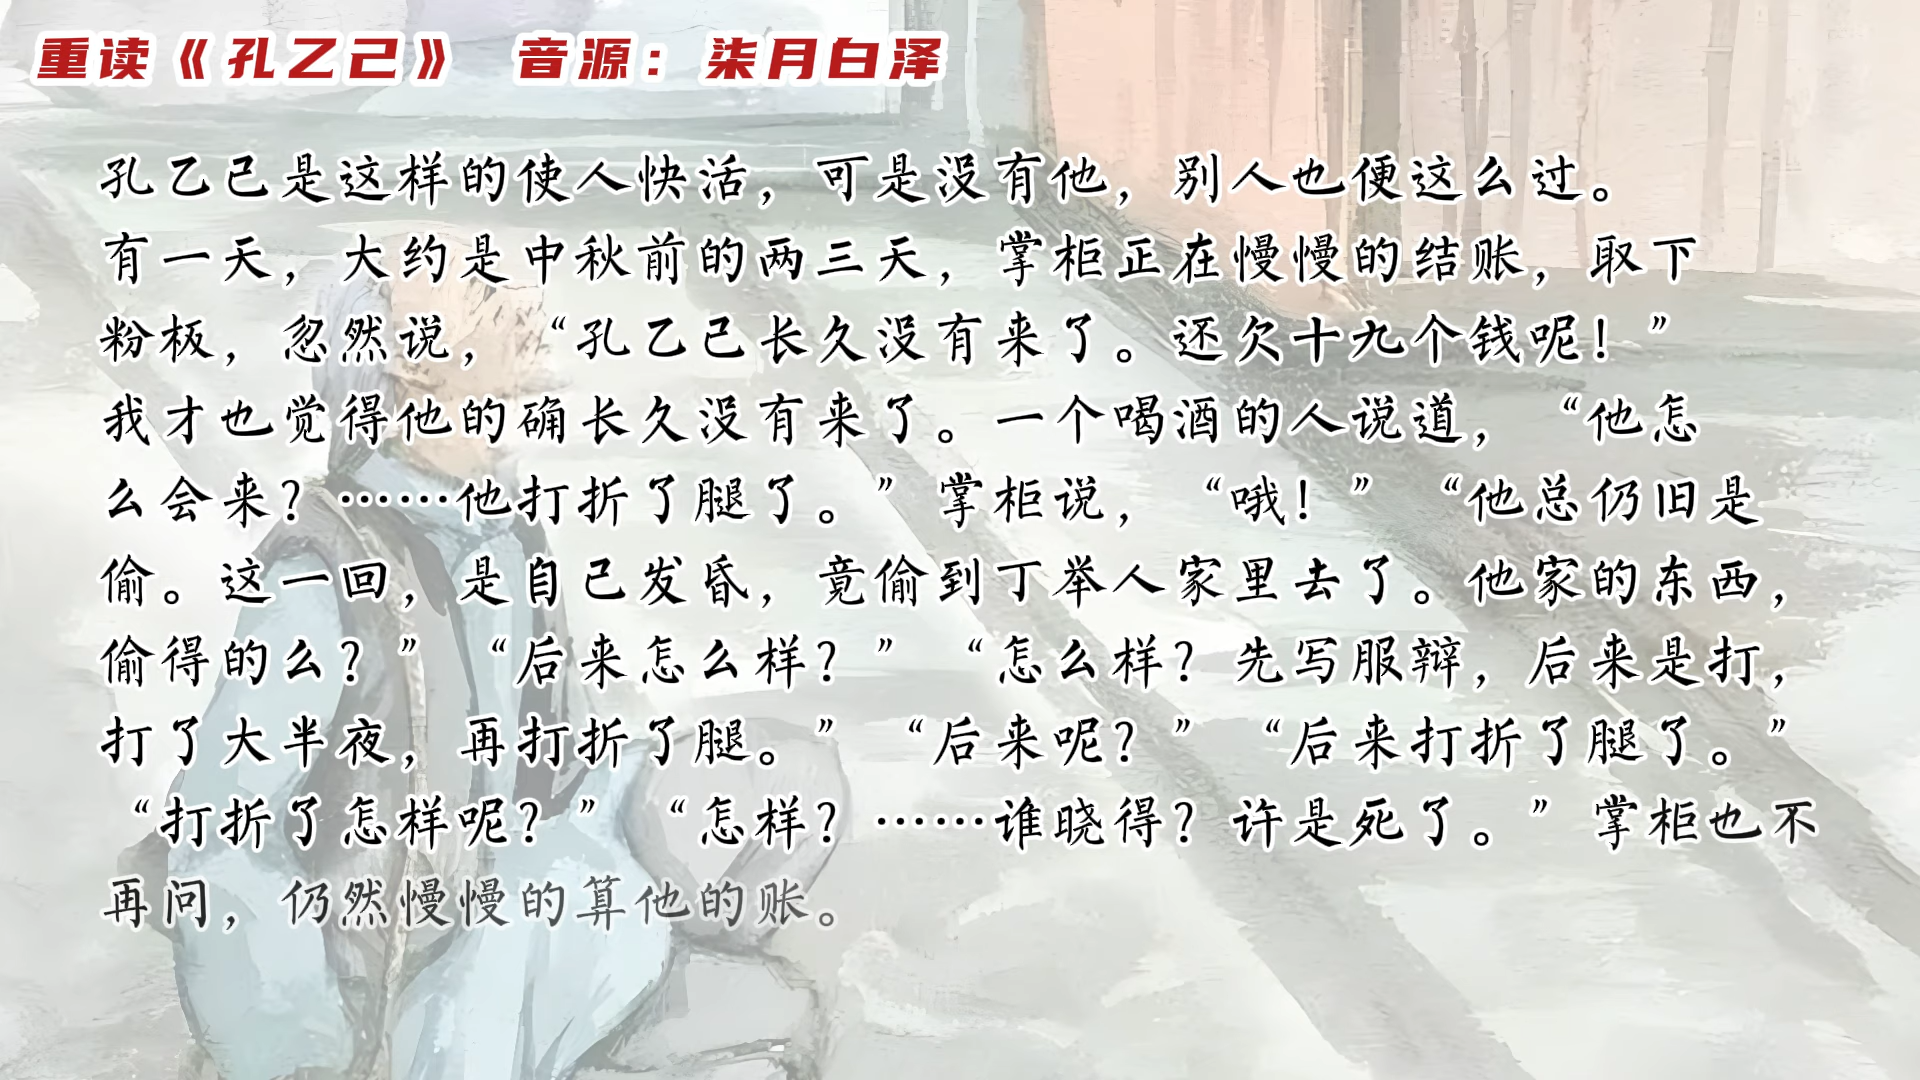 重读《孔乙己》 音源：柒月白泽
孔乙己是这样的使人快活，可是没有他，别人也便这么过。
有一天，大约是中秋前的两三天，掌柜正在慢慢的结账，取下
粉板，忽然说，“孔乙己长久没有来了。还欠十九个钱呢！”
我才也觉得他的确长久没有来了。一个喝酒的人说道，“他怎
么会来？……他打折了腿了。”掌柜说，“哦！”“他总仍旧是
偷。这一回，是自己发昏，竟偷到丁举人家里去了。他家的东西，
偷得的么？”“后来怎么样？”“怎么样？先写服辩，后来是打，
打了大半夜，再打折了腿。”“后来呢？”“后来打折了腿了。”
“打折了怎样呢？”“怎样？……谁晓得？许是死了。”掌柜也不
再问，仍然慢慢的算他的账。